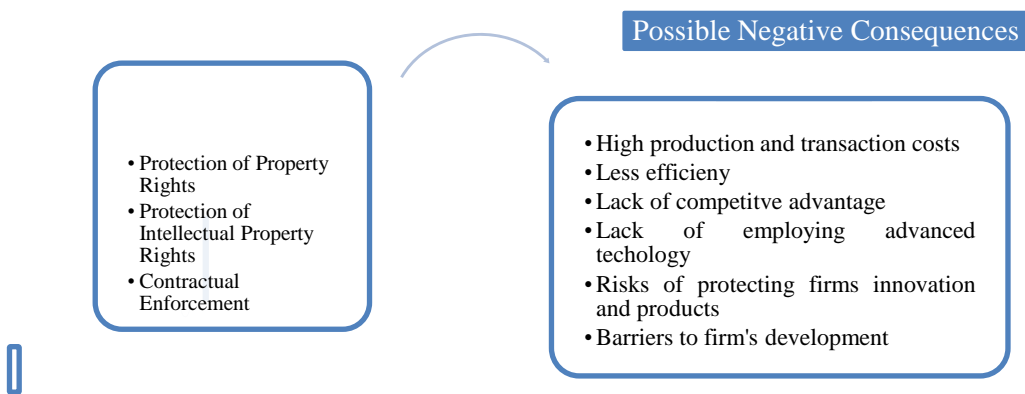 Possible Negative Consequences
• Protection of Property
Rights
• Protection of
Intellectual Property
Rights
• Contractual
Enforcement
• High production and transaction costs
• Less efficieny
• Lack of competitve advantage
• Lack of employing advanced
techology
• Risks of protecting firms innovation
and products
• Barriers to firm's development